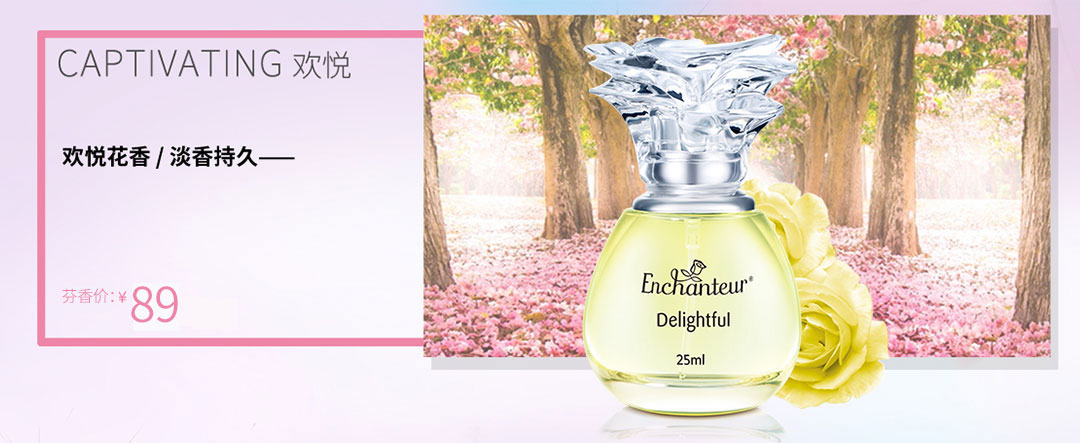 CAPTIVATING 欢悦
欢悦花香 / 淡香持久——
芬香价：¥ 89
Enchanteur®
Delightful
25ml